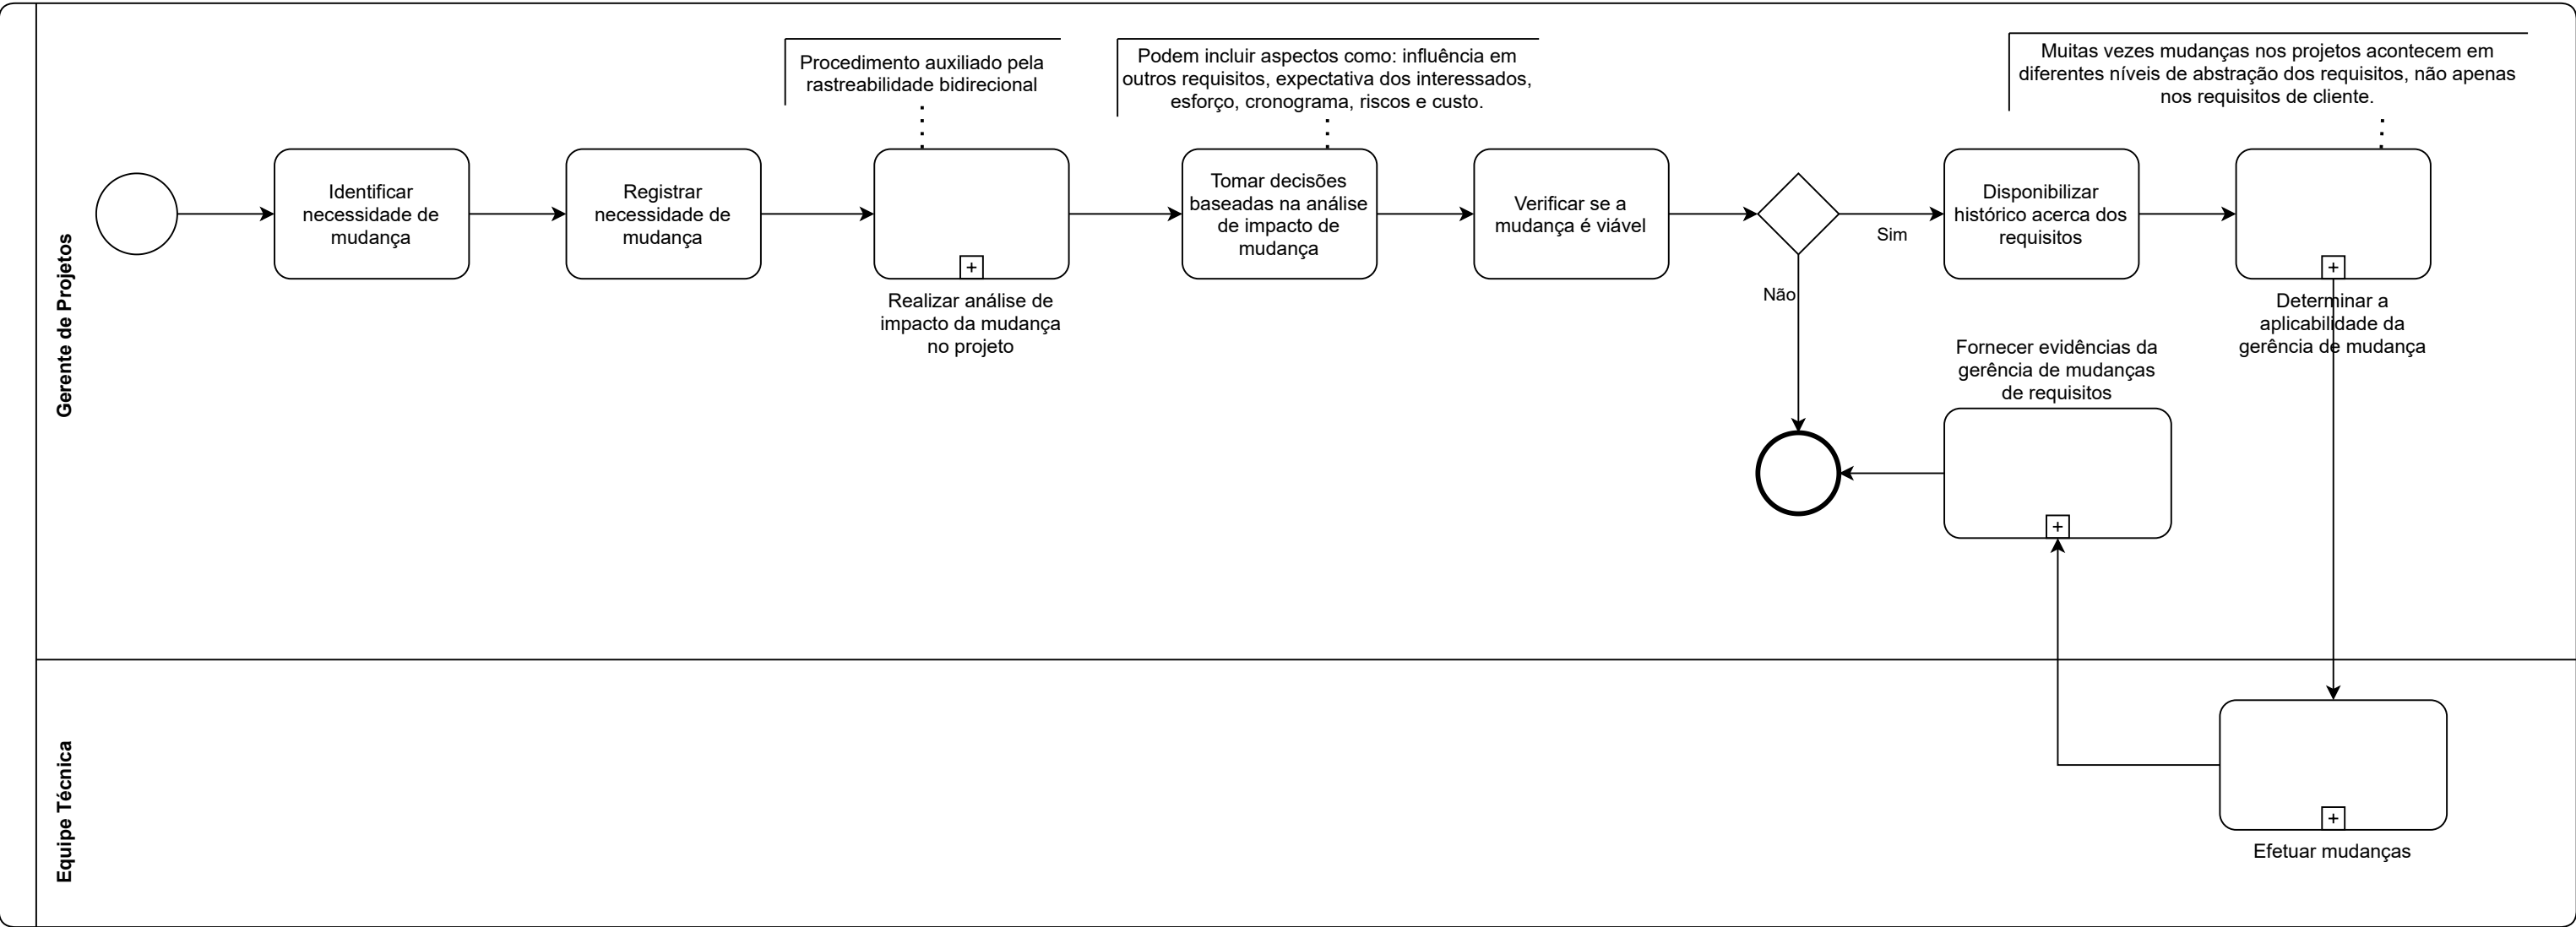 Gerente de Projetos
Procedimento auxiliado pela
rastreabilidade bidirecional
Podem incluir aspectos como: influência em
outros requisitos, expectativa dos interessados,
esforço, cronograma, riscos e custo.
Muitas vezes mudanças nos projetos acontecem em
diferentes níveis de abstração dos requisitos, não apenas
nos requisitos de cliente.
Identificar
necessidade de
mudança
Registrar
necessidade de
mudança
Realizar análise de
impacto da mudança
no projeto
Tomar decisões
baseadas na análise
de impacto de
mudança
Verificar se a
mudança é viável
Sim
Não
Disponibilizar
histórico acerca dos
requisitos
Determinar a
aplicabilidade da
gerência de mudança
Fornecer evidências da
gerência de mudanças
de requisitos
Equipe Técnica
Efetuar mudanças